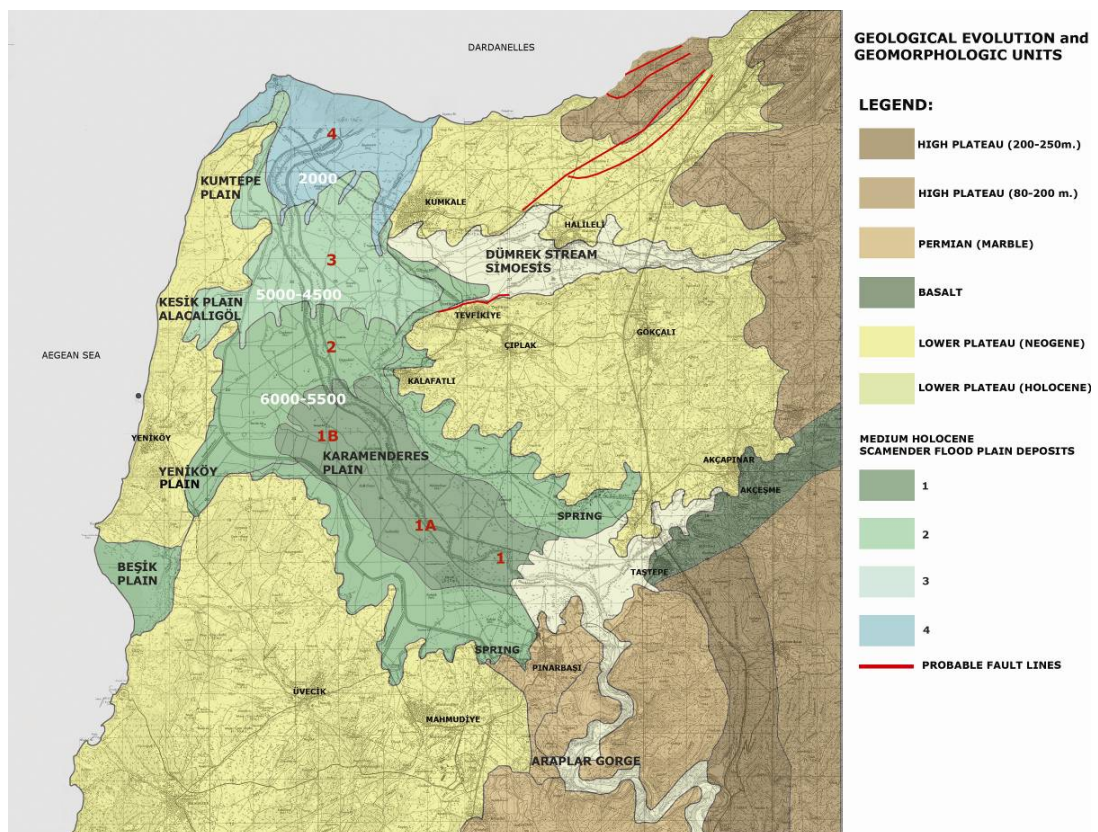 DARDANELLES
4
2000
KUMTEPE
PLAIN
KUMKALE
HALİLELİ
DÜMREK STREAM
SİMOESİS
3
5000-4500
KESİK PLAIN
ALACALIGÖL
TEVFİKİYE
GÖKÇALI
ÇIPLAK
2
AEGEAN SEA
KALAFATLI
6000-5500
YENİKÖY
1B
KARAMENDERES
PLAIN
AKÇAPINAR
YENİKÖY
PLAIN
AKÇEŞME
SPRING
1A
1
BEŞİK
PLAIN
TAŞTEPE
SPRING
PINARBAŞI
ÜVECİK
MAHMUDİYE
ARAPLAR GORGE
GEOLOGICAL EVOLUTION and
GEOMORPHOLOGIC UNITS
LEGEND:
HIGH PLATEAU (200-250m.)
HIGH PLATEAU (80-200 m.)
PERMIAN (MARBLE)
BASALT
LOWER PLATEAU (NEOGENE)
LOWER PLATEAU (HOLOCENE)
MEDIUM HOLOCENE
SCAMENDER FLOOD PLAIN DEPOSITS
1
2
3
4
PROBABLE FAULT LINES